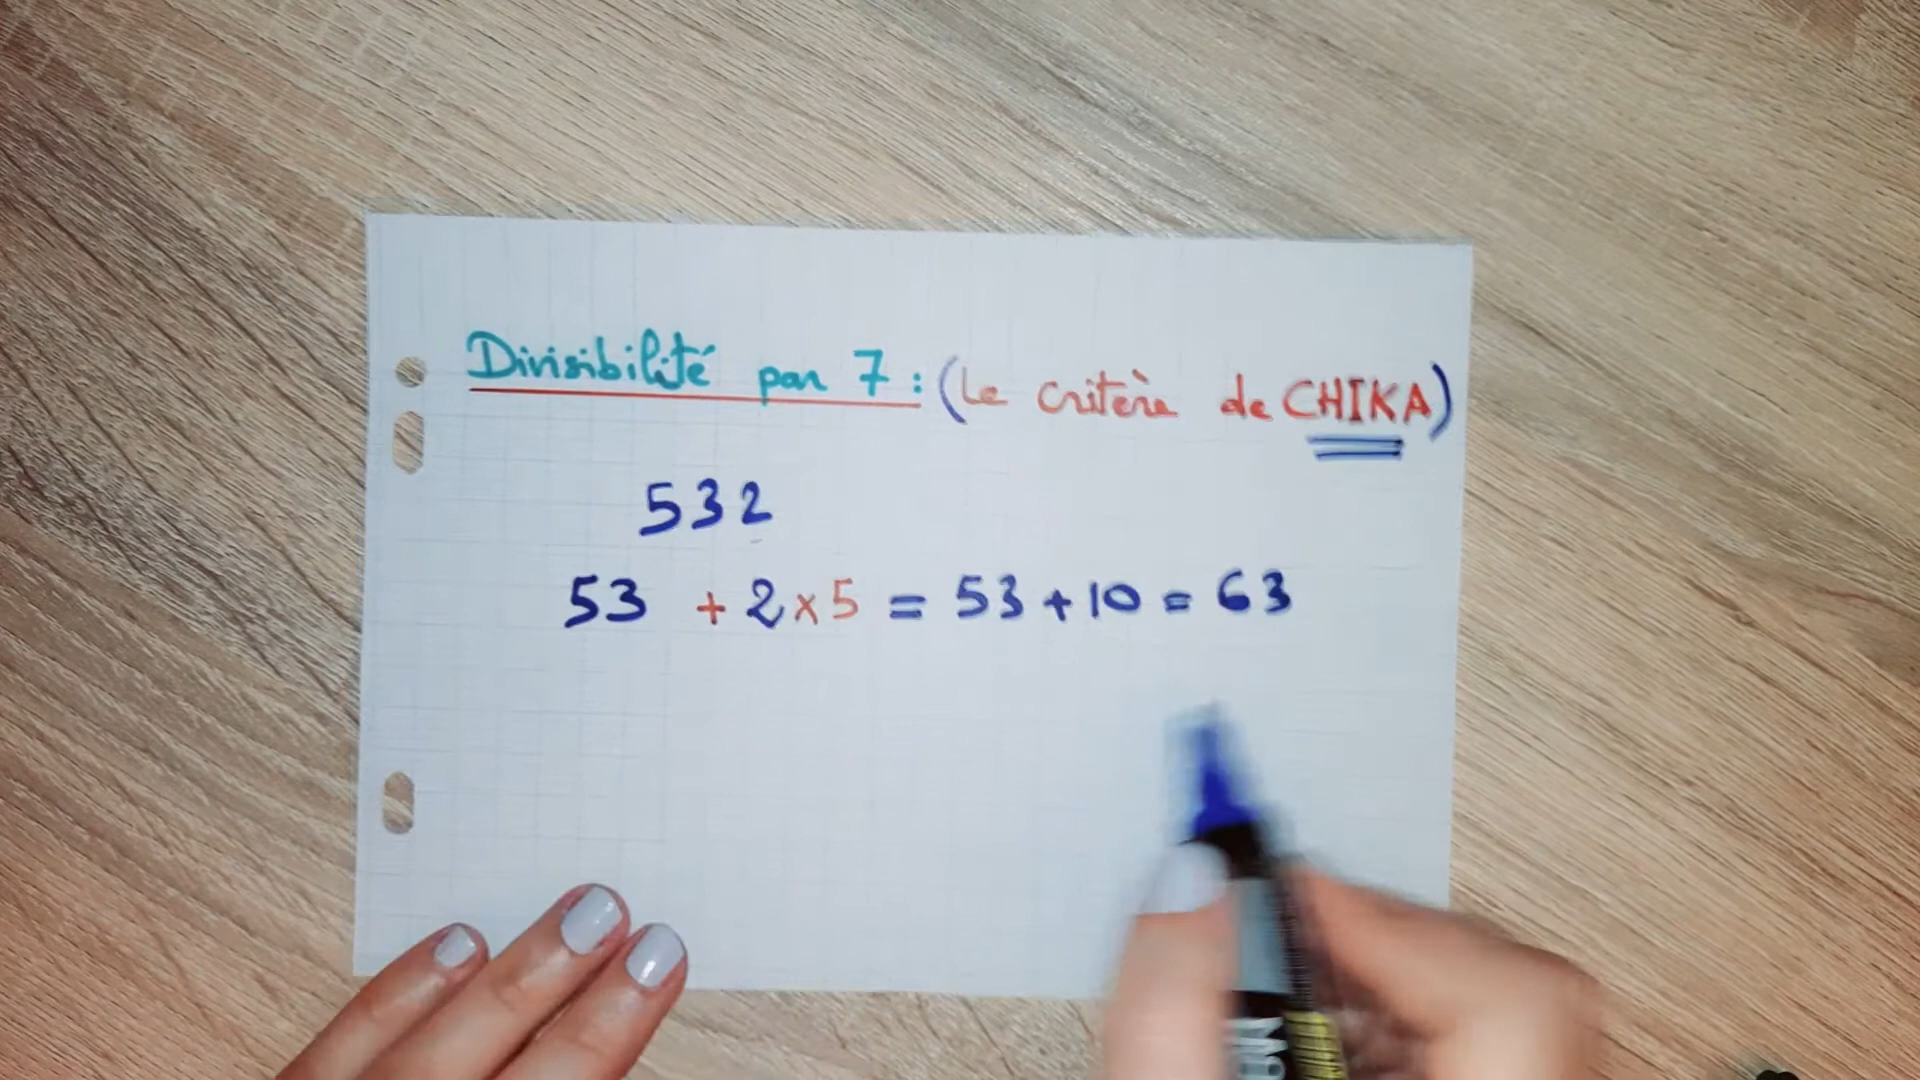 Divisibilité par 7 : (Le critère de CHIKA)
532
53 + 2 x 5 = 53 + 10 = 63